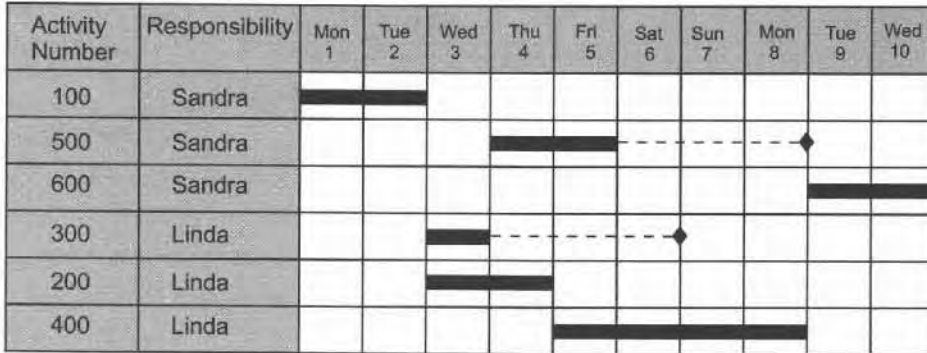 Activity Number Responsibility Mon 1 Tue 2 Wed 3 Thu 4 Fri 5 Sat 6 Sun 7 Mon 8 Tue 9 Wed 10
100 Sandra
500 Sandra
600 Sandra
300 Linda
200 Linda
400 Linda